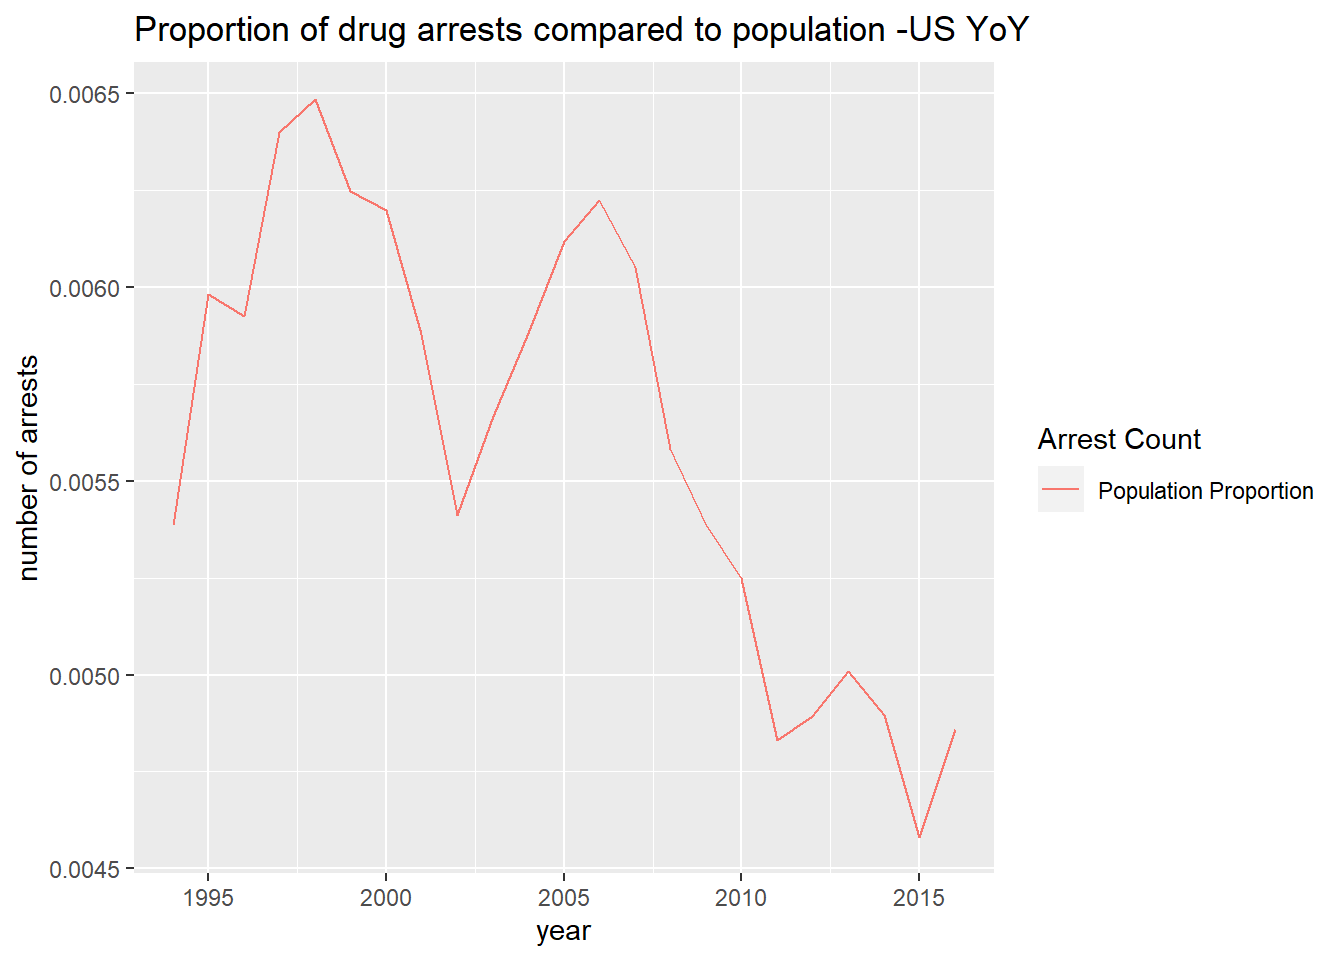 Proportion of drug arrests compared to population -US YoY
0.0065
0.0060
0.0055
0.0050
0.0045
number of arrests
1995 2000 2005 2010 2015
year
Arrest Count
Population Proportion